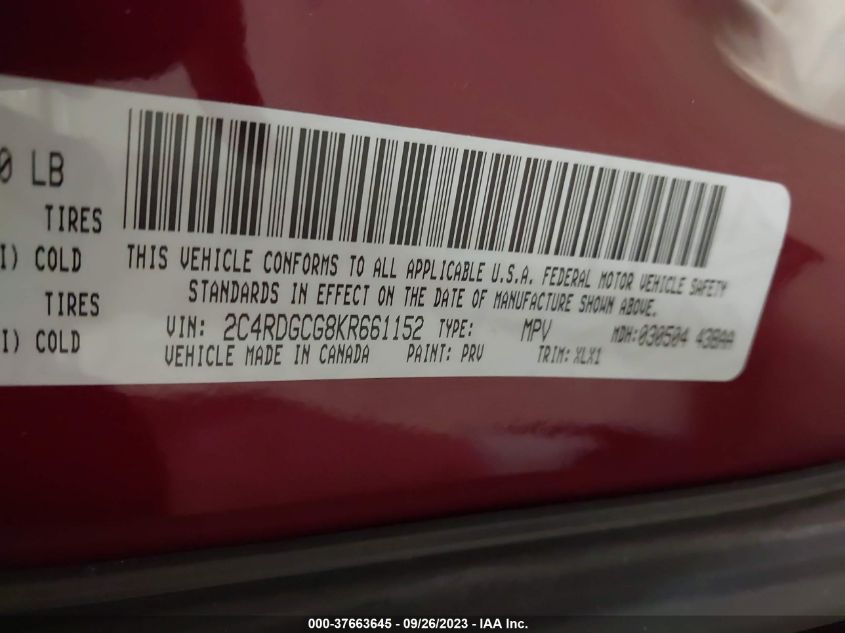 0 LB
TIRES
I) COLD
TIRES
I) COLD
THIS VEHICLE CONFORMS TO ALL APPLICABLE U.S.A. FEDERAL MOTOR VEHICLE SAFETY
STANDARDS IN EFFECT ON THE DATE OF MANUFACTURE SHOWN ABOVE.
VIN: 2C4RDGCG8KR661152 TYPE: MPV MDH:030504 43BAA
VEHICLE MADE IN CANADA PAINT: PRV TRIM: XLX1
000-37663645 - 09/26/2023 - IAA Inc.